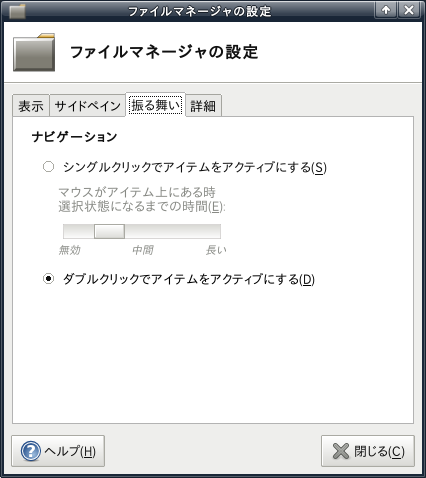 ファイルマネージャの設定
ファイルマネージャの設定
表示 サイドペイン 振る舞い 詳細
ナビゲーション
シングルクリックでアイテムをアクティブにする(S)
マウスがアイテム上にある時
選択状態になるまでの時間(E):
無効 中間 長い
ダブルクリックでアイテムをアクティブにする(D)
ヘルプ(H) 閉じる(C)